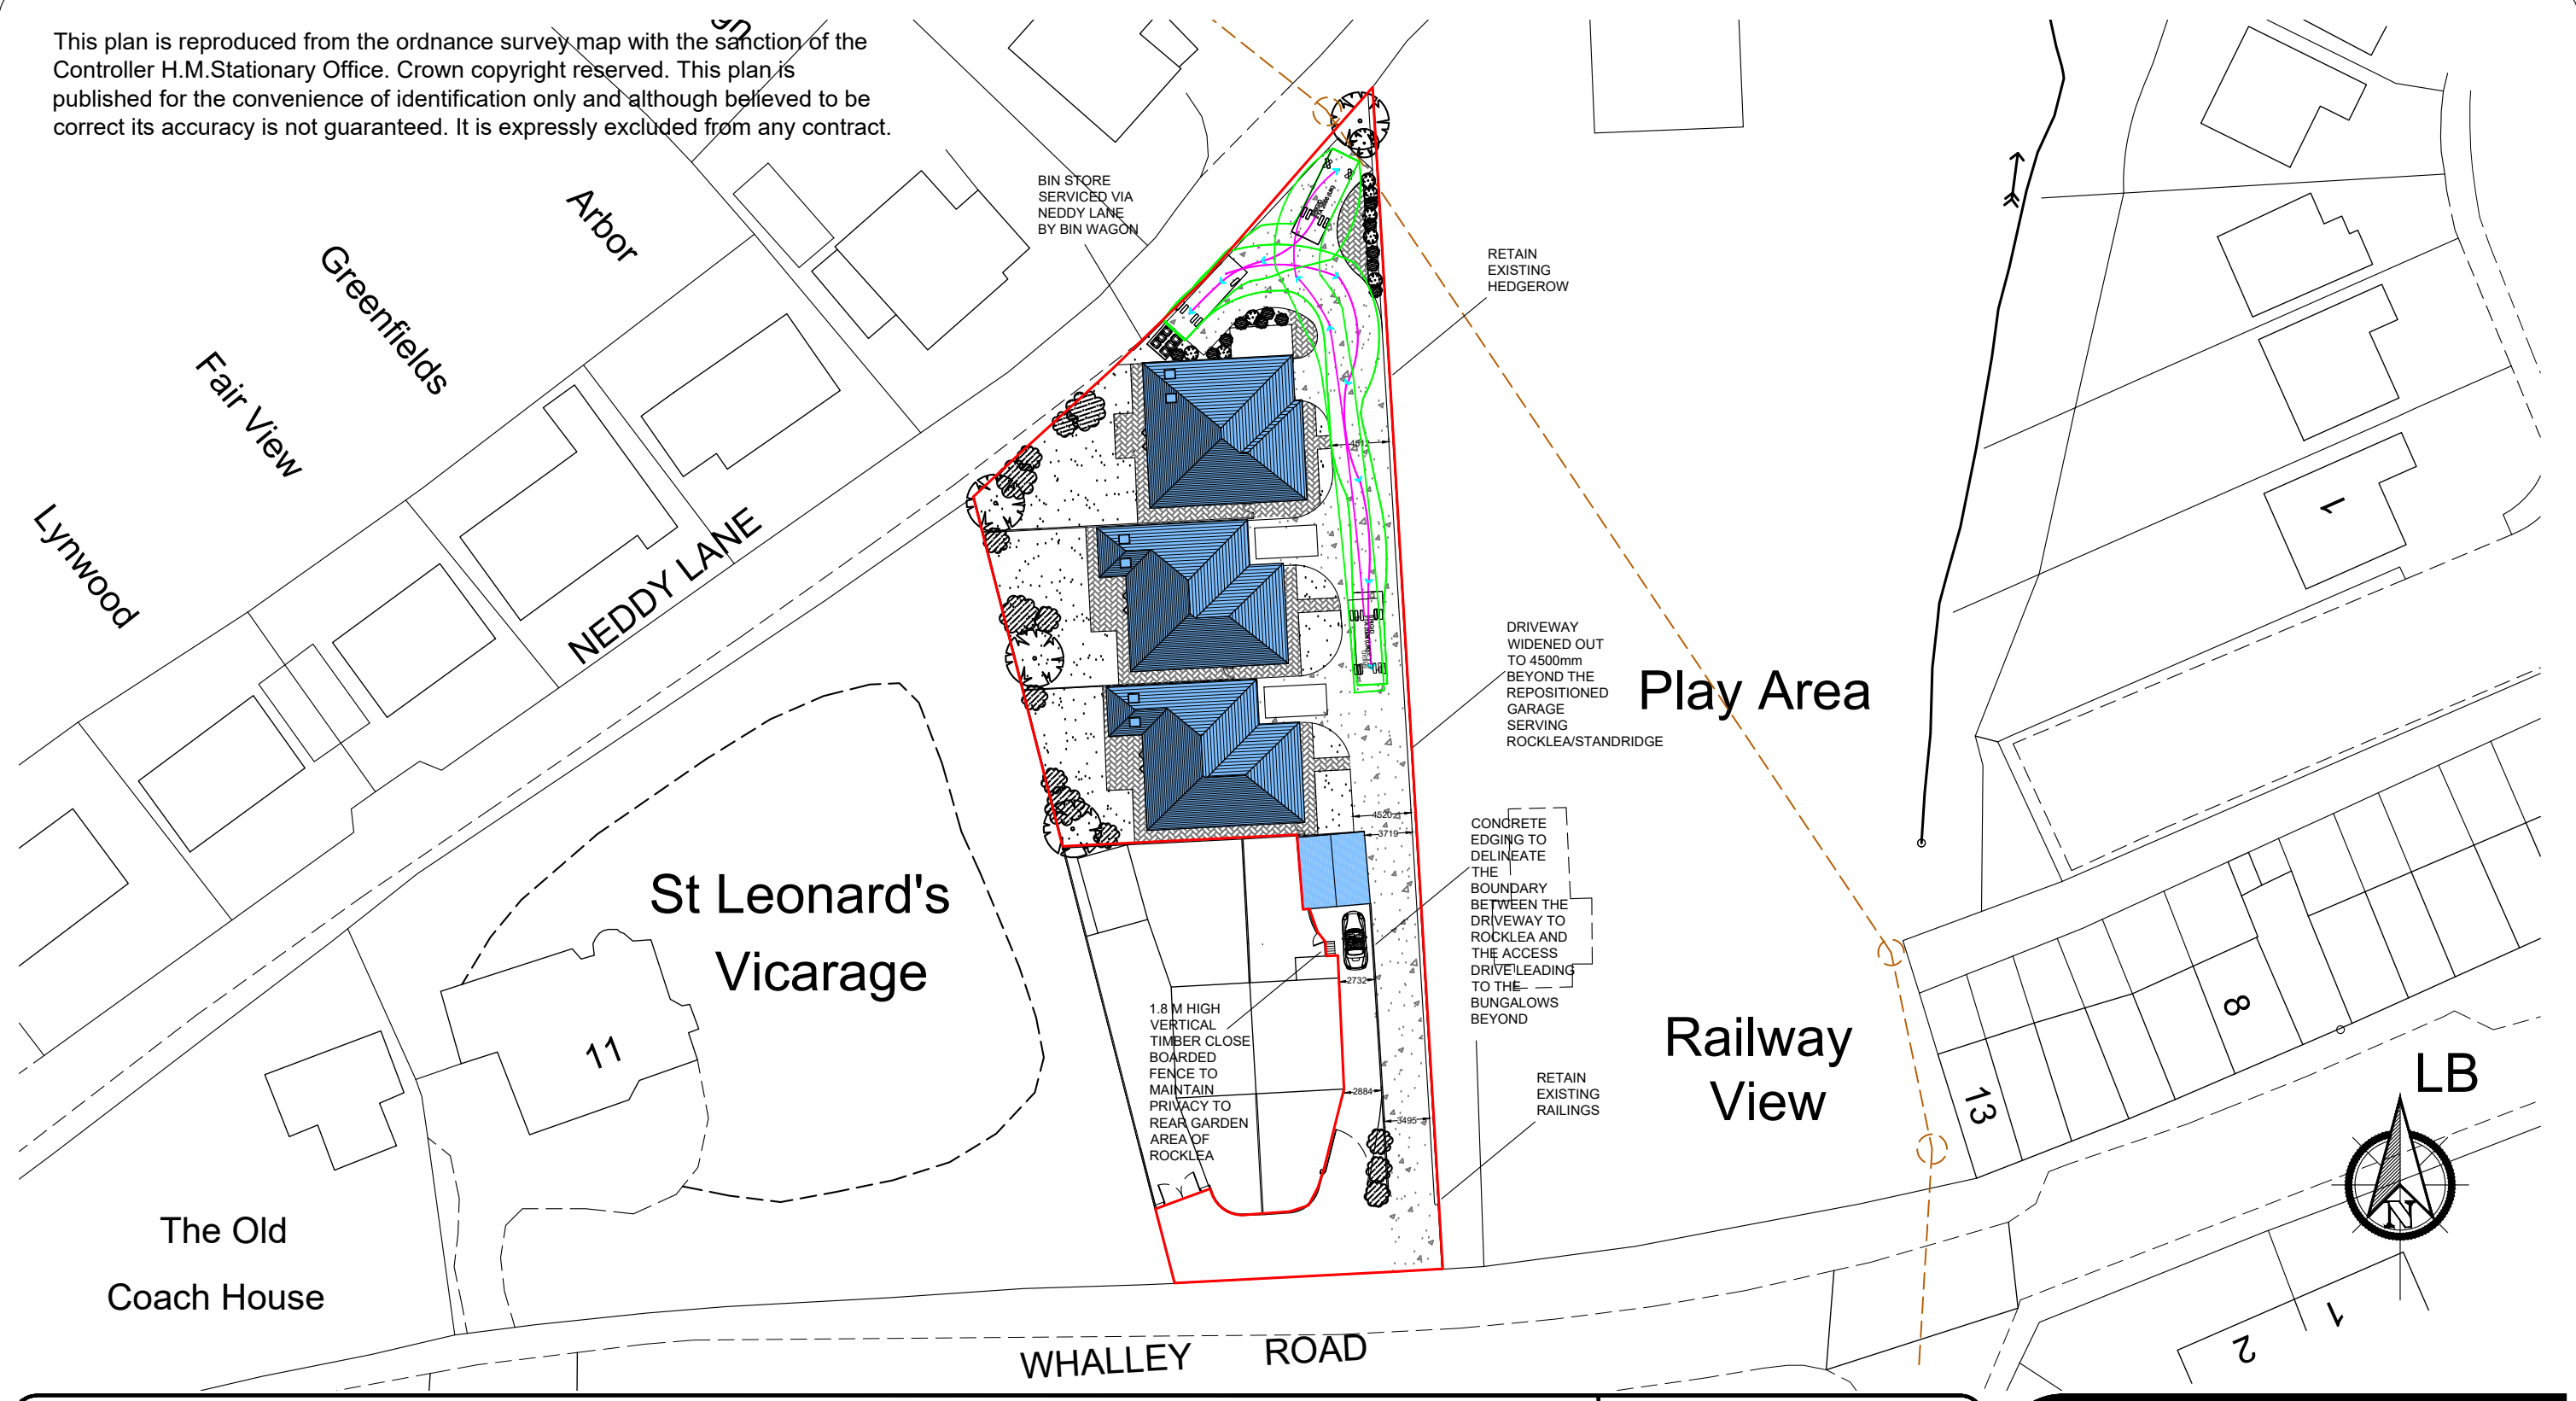 This plan is reproduced from the ordnance survey map with the sanction of the
Controller H.M.Stationary Office. Crown copyright reserved. This plan is
published for the convenience of identification only and although believed to be
correct its accuracy is not guaranteed. It is expressly excluded from any contract.
BIN STORE
SERVICED VIA
NEDDY LANE
BY BIN WAGON
Arbor
Greenfields
Fair View
Lynwood
NEDDY LANE
RETAIN
EXISTING
HEDGEROW
4512
1
DRIVEWAY
WIDENED OUT
TO 4500mm
BEYOND THE
REPOSITIONED
GARAGE
SERVING
ROCKLEA/STANDRIDGE
Play Area
4520
3719
CONCRETE
EDGING TO
DELINEATE
THE
BOUNDARY
BETWEEN THE
DRIVEWAY TO
ROCKLEA AND
THE ACCESS
DRIVE LEADING
TO THE
BUNGALOWS
BEYOND
St Leonard's
Vicarage
11
2732
2884
3495
1.8 M HIGH
VERTICAL
TIMBER CLOSE
BOARDED
FENCE TO
MAINTAIN
PRIVACY TO
REAR GARDEN
AREA OF
ROCKLEA
RETAIN
EXISTING
RAILINGS
Railway
View
8
13
LB
N
The Old
Coach House
WHALLEY ROAD
1
2